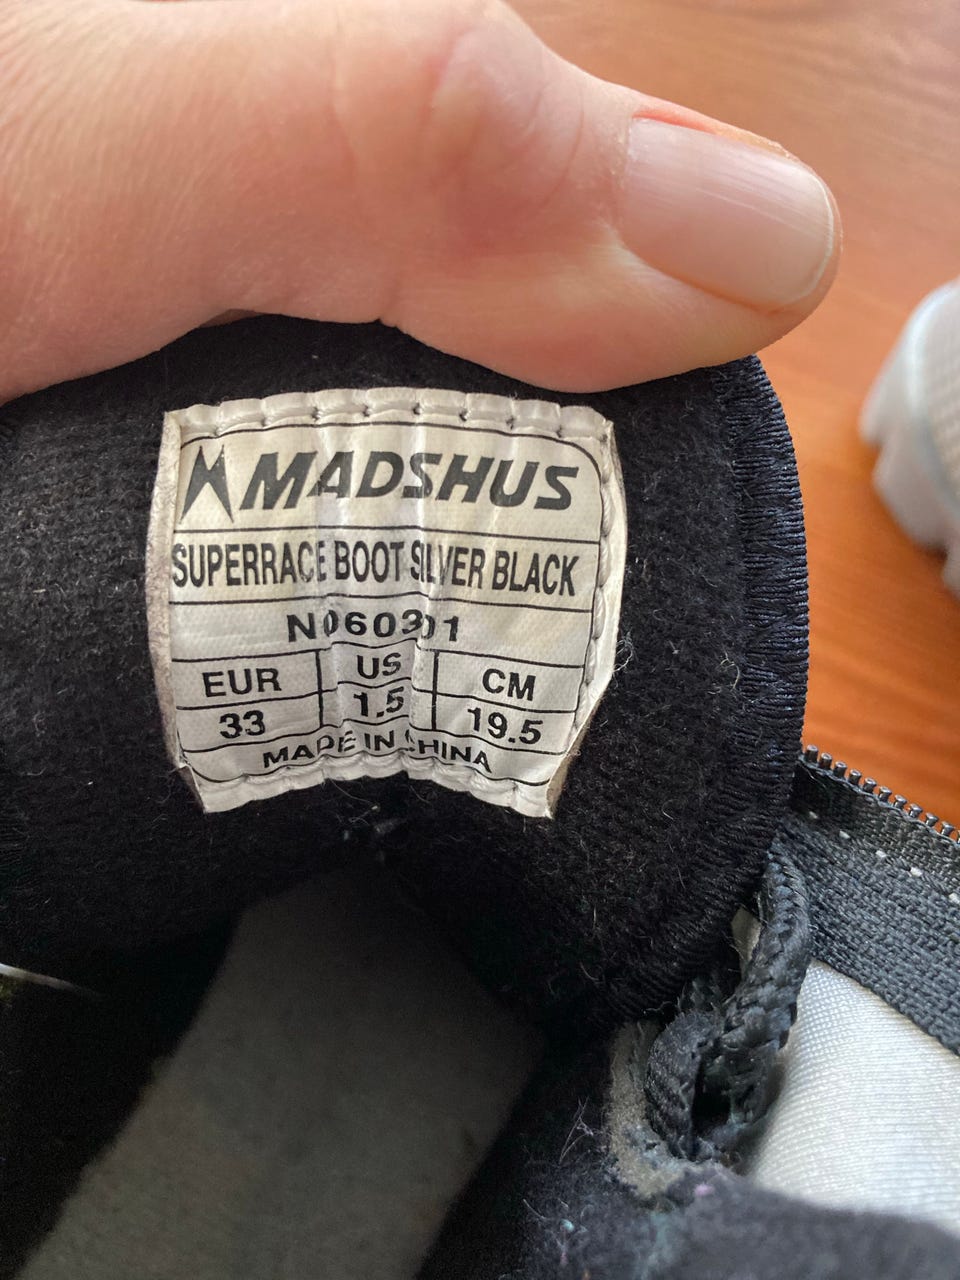 MADSHUS
SUPERRACE BOOT SILVER BLACK
N060301
EUR US CM
33 1.5 19.5
MADE IN CHINA